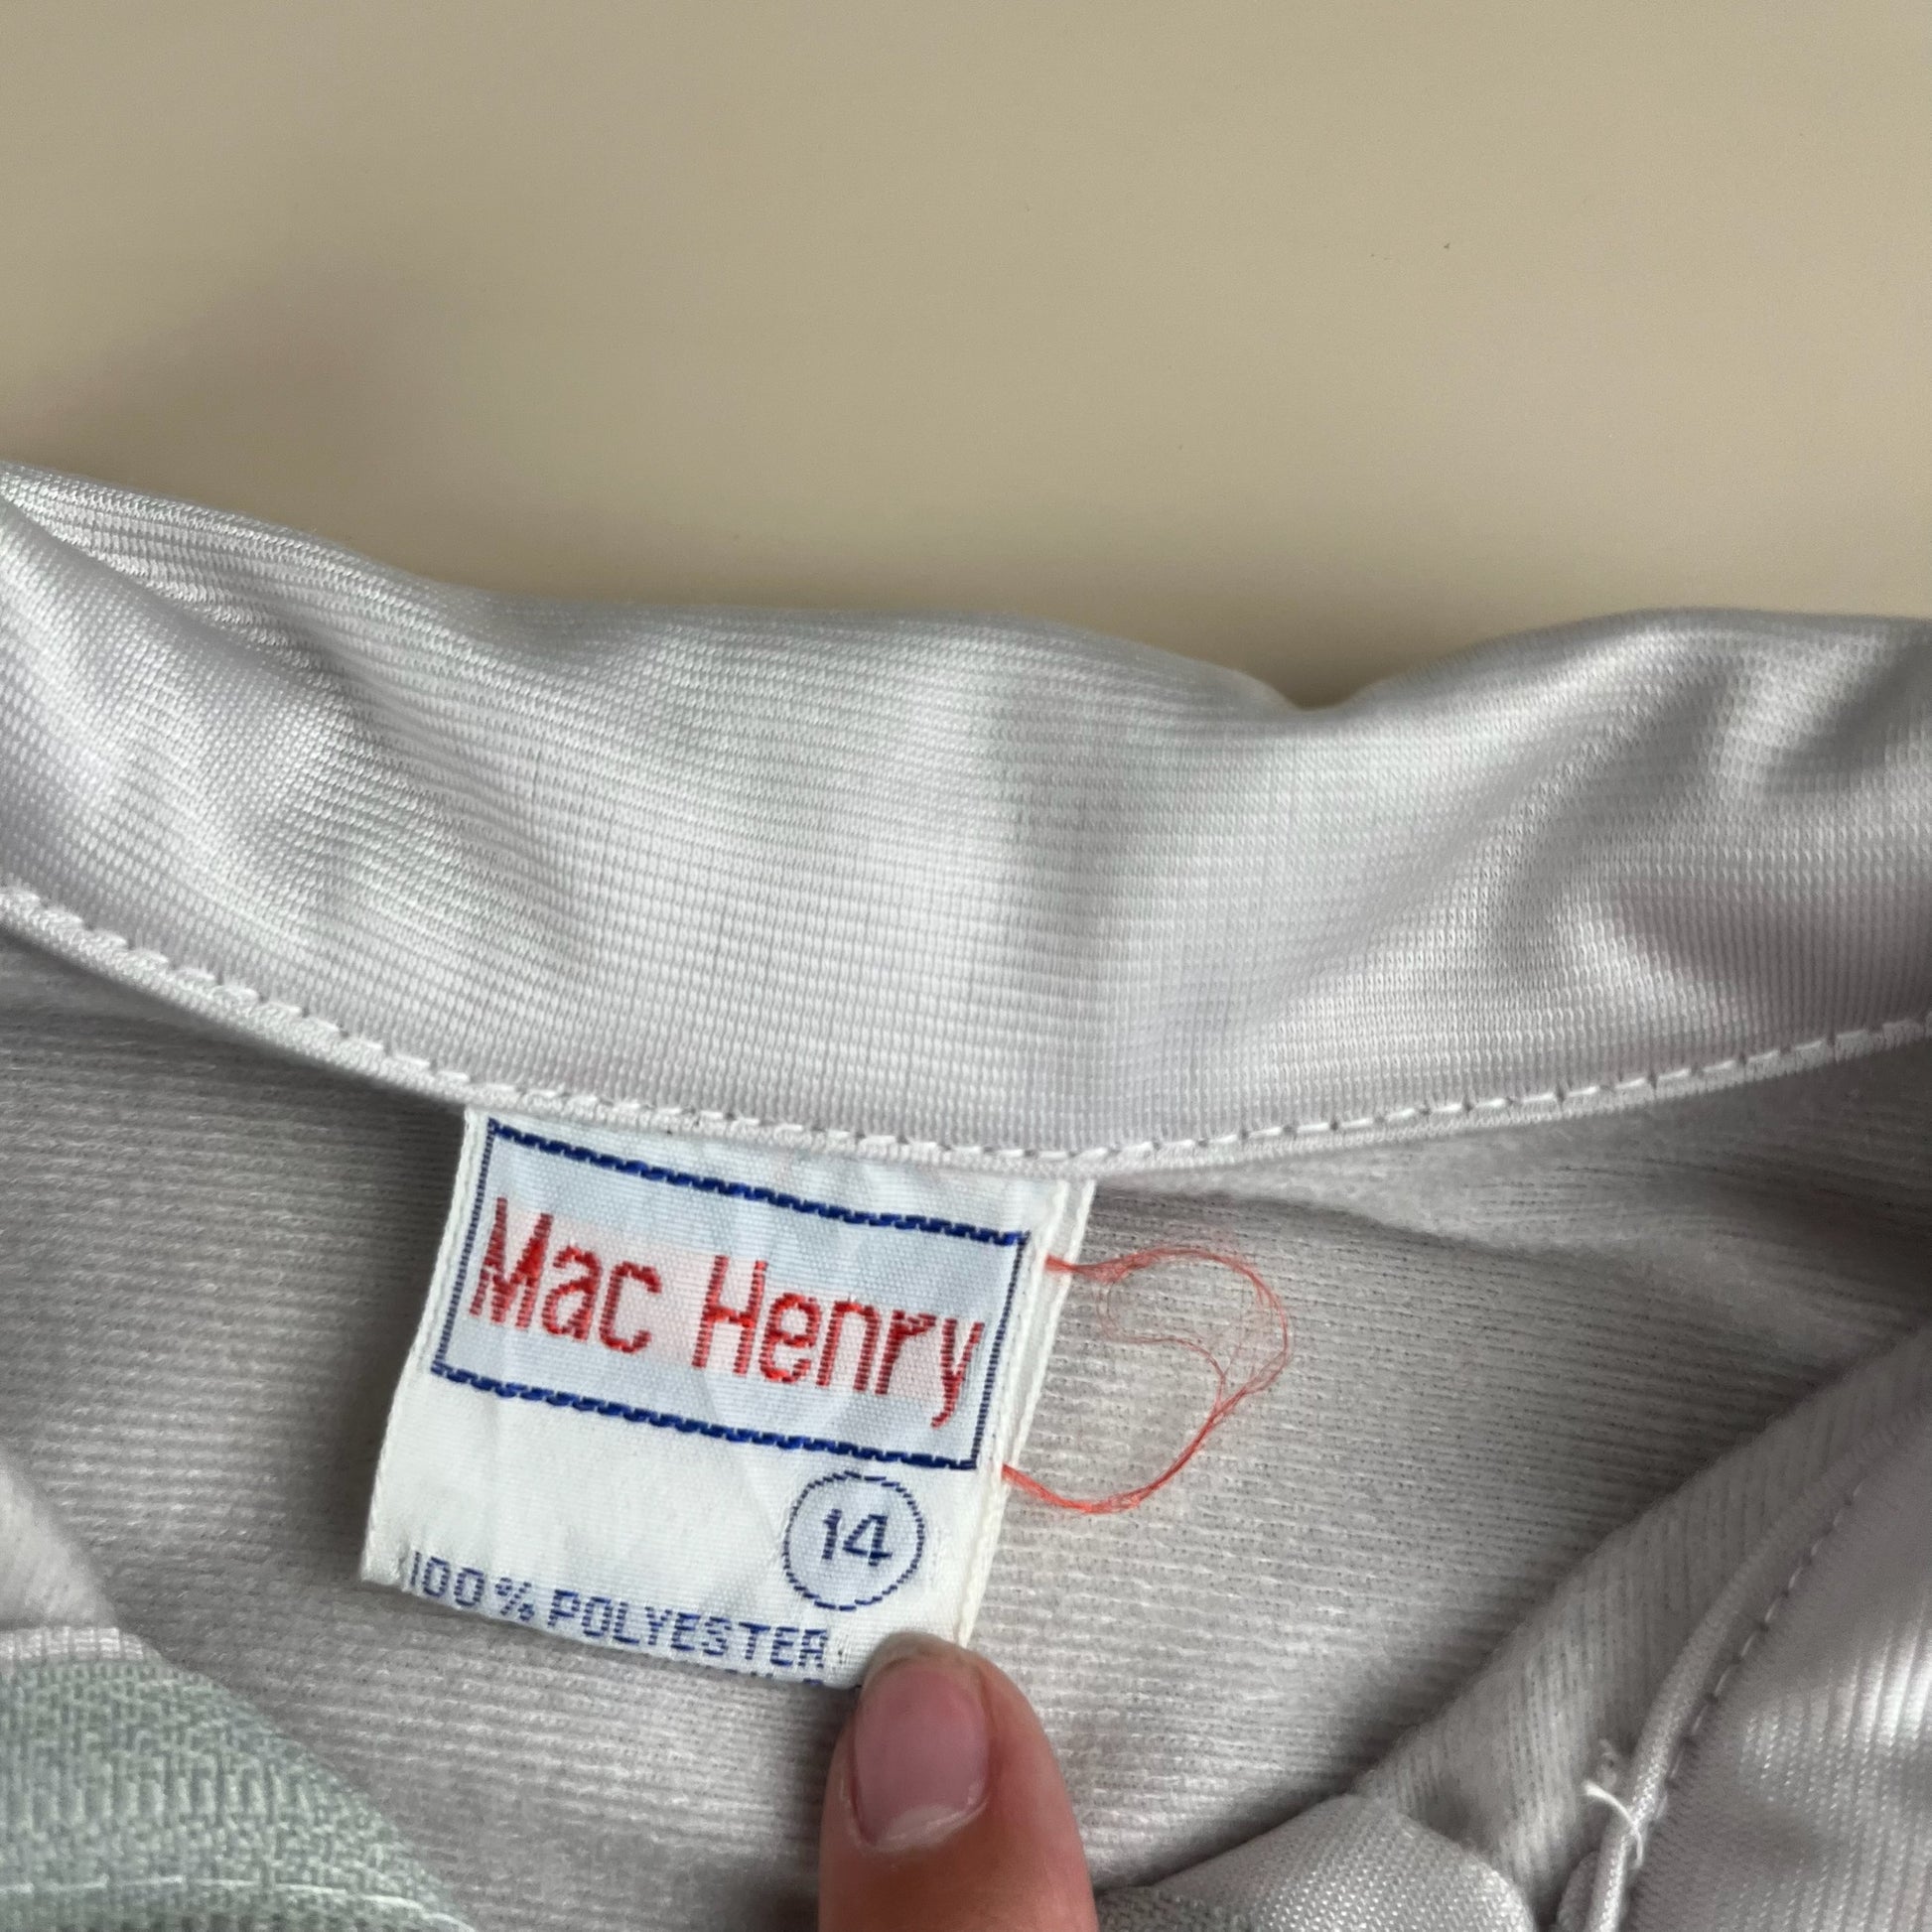 Mac Henry
14
100% POLYESTER